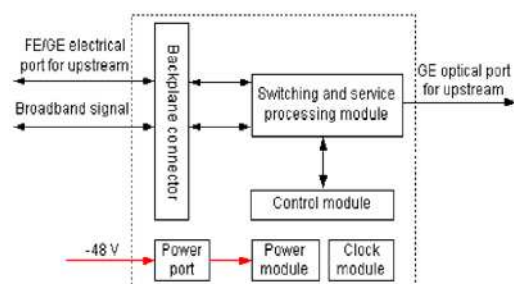 FE/GE electrical
port for upstream
Broadband signal
Backplane connector
Switching and service
processing module
GE optical port
for upstream
Control module
-48 V
Power
port
Power
module
Clock
module